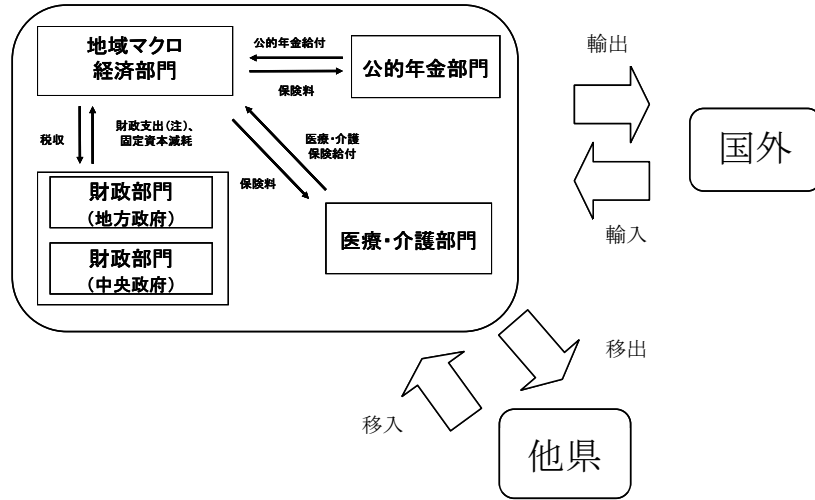 地域マクロ
経済部門
公的年金給付
保険料
公的年金部門
税収
財政支出(注)、
固定資本減耗
保険料
医療・介護
保険給付
財政部門
(地方政府)
財政部門
(中央政府)
医療・介護部門
輸出
国外
輸入
移出
移入
他県